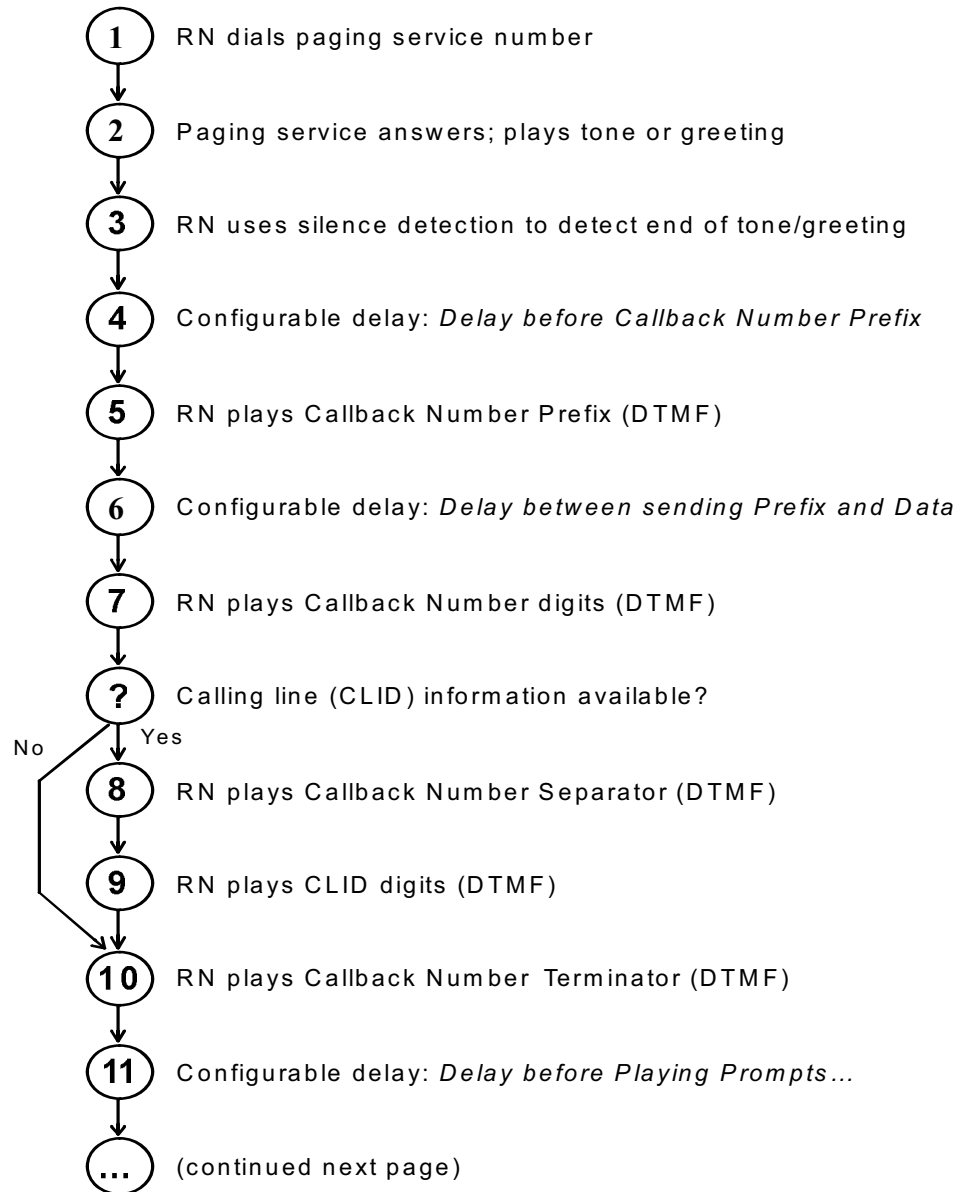 1 RN dials paging service number
2 Paging service answers; plays tone or greeting
3 RN uses silence detection to detect end of tone/greeting
4 Configurable delay: Delay before Callback Number Prefix
5 RN plays Callback Number Prefix (DTMF)
6 Configurable delay: Delay between sending Prefix and Data
7 RN plays Callback Number digits (DTMF)
? Calling line (CLID) information available?
No Yes
8 RN plays Callback Number Separator (DTMF)
9 RN plays CLID digits (DTMF)
10 RN plays Callback Number Terminator (DTMF)
11 Configurable delay: Delay before Playing Prompts...
... (continued next page)